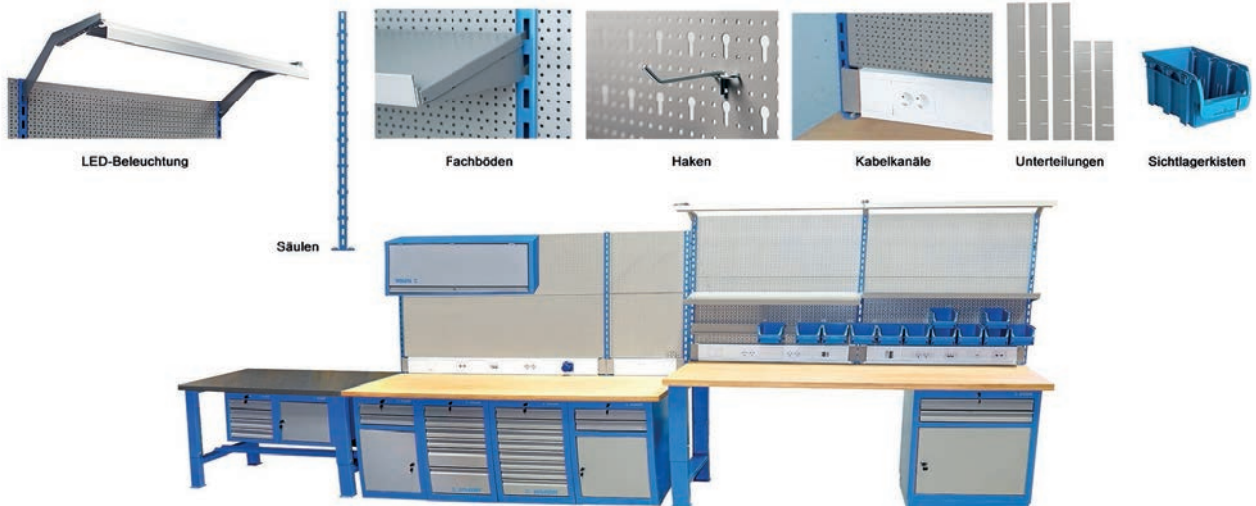 LED-Beleuchtung
Fachböden
Haken
Kabelkanäle
Unterteilungen
Sichtlagerkisten
Säulen